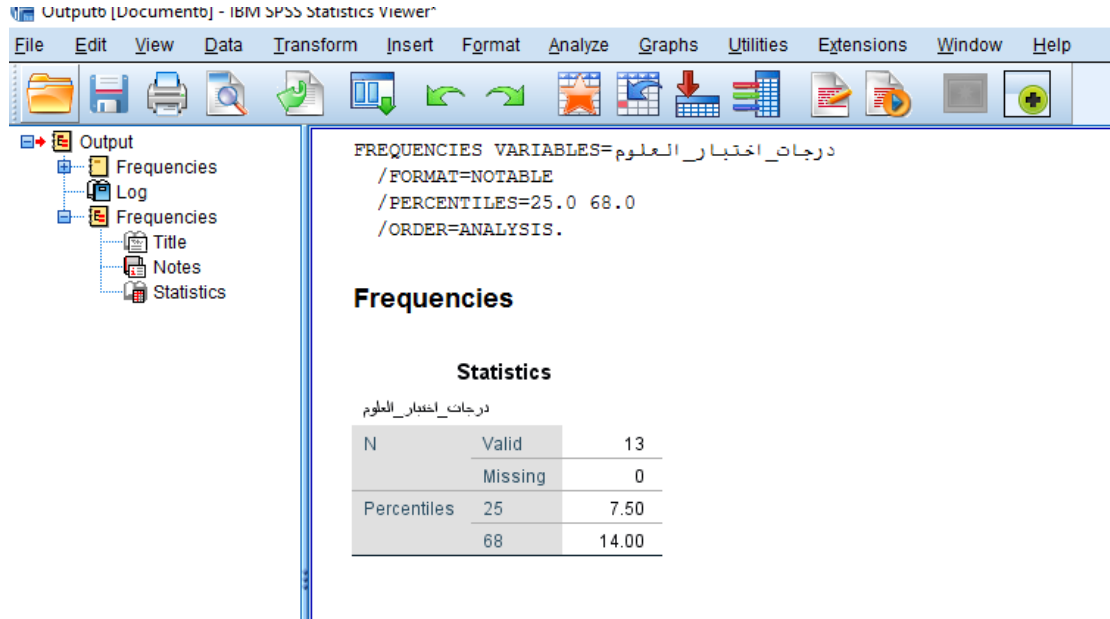 Output6 [Document6] - IBM SPSS Statistics Viewer*
File Edit View Data Transform Insert Format Analyze Graphs Utilities Extensions Window Help
Output
Frequencies
Log
Frequencies
Title
Notes
Statistics
FREQUENCIES VARIABLES=درجات_اختبار_العلوم
/FORMAT=NOTABLE
/PERCENTILES=25.0 68.0
/ORDER=ANALYSIS.
Frequencies
Statistics
درجات_اختبار_العلوم
N Valid 13
Missing 0
Percentiles 25 7.50
68 14.00